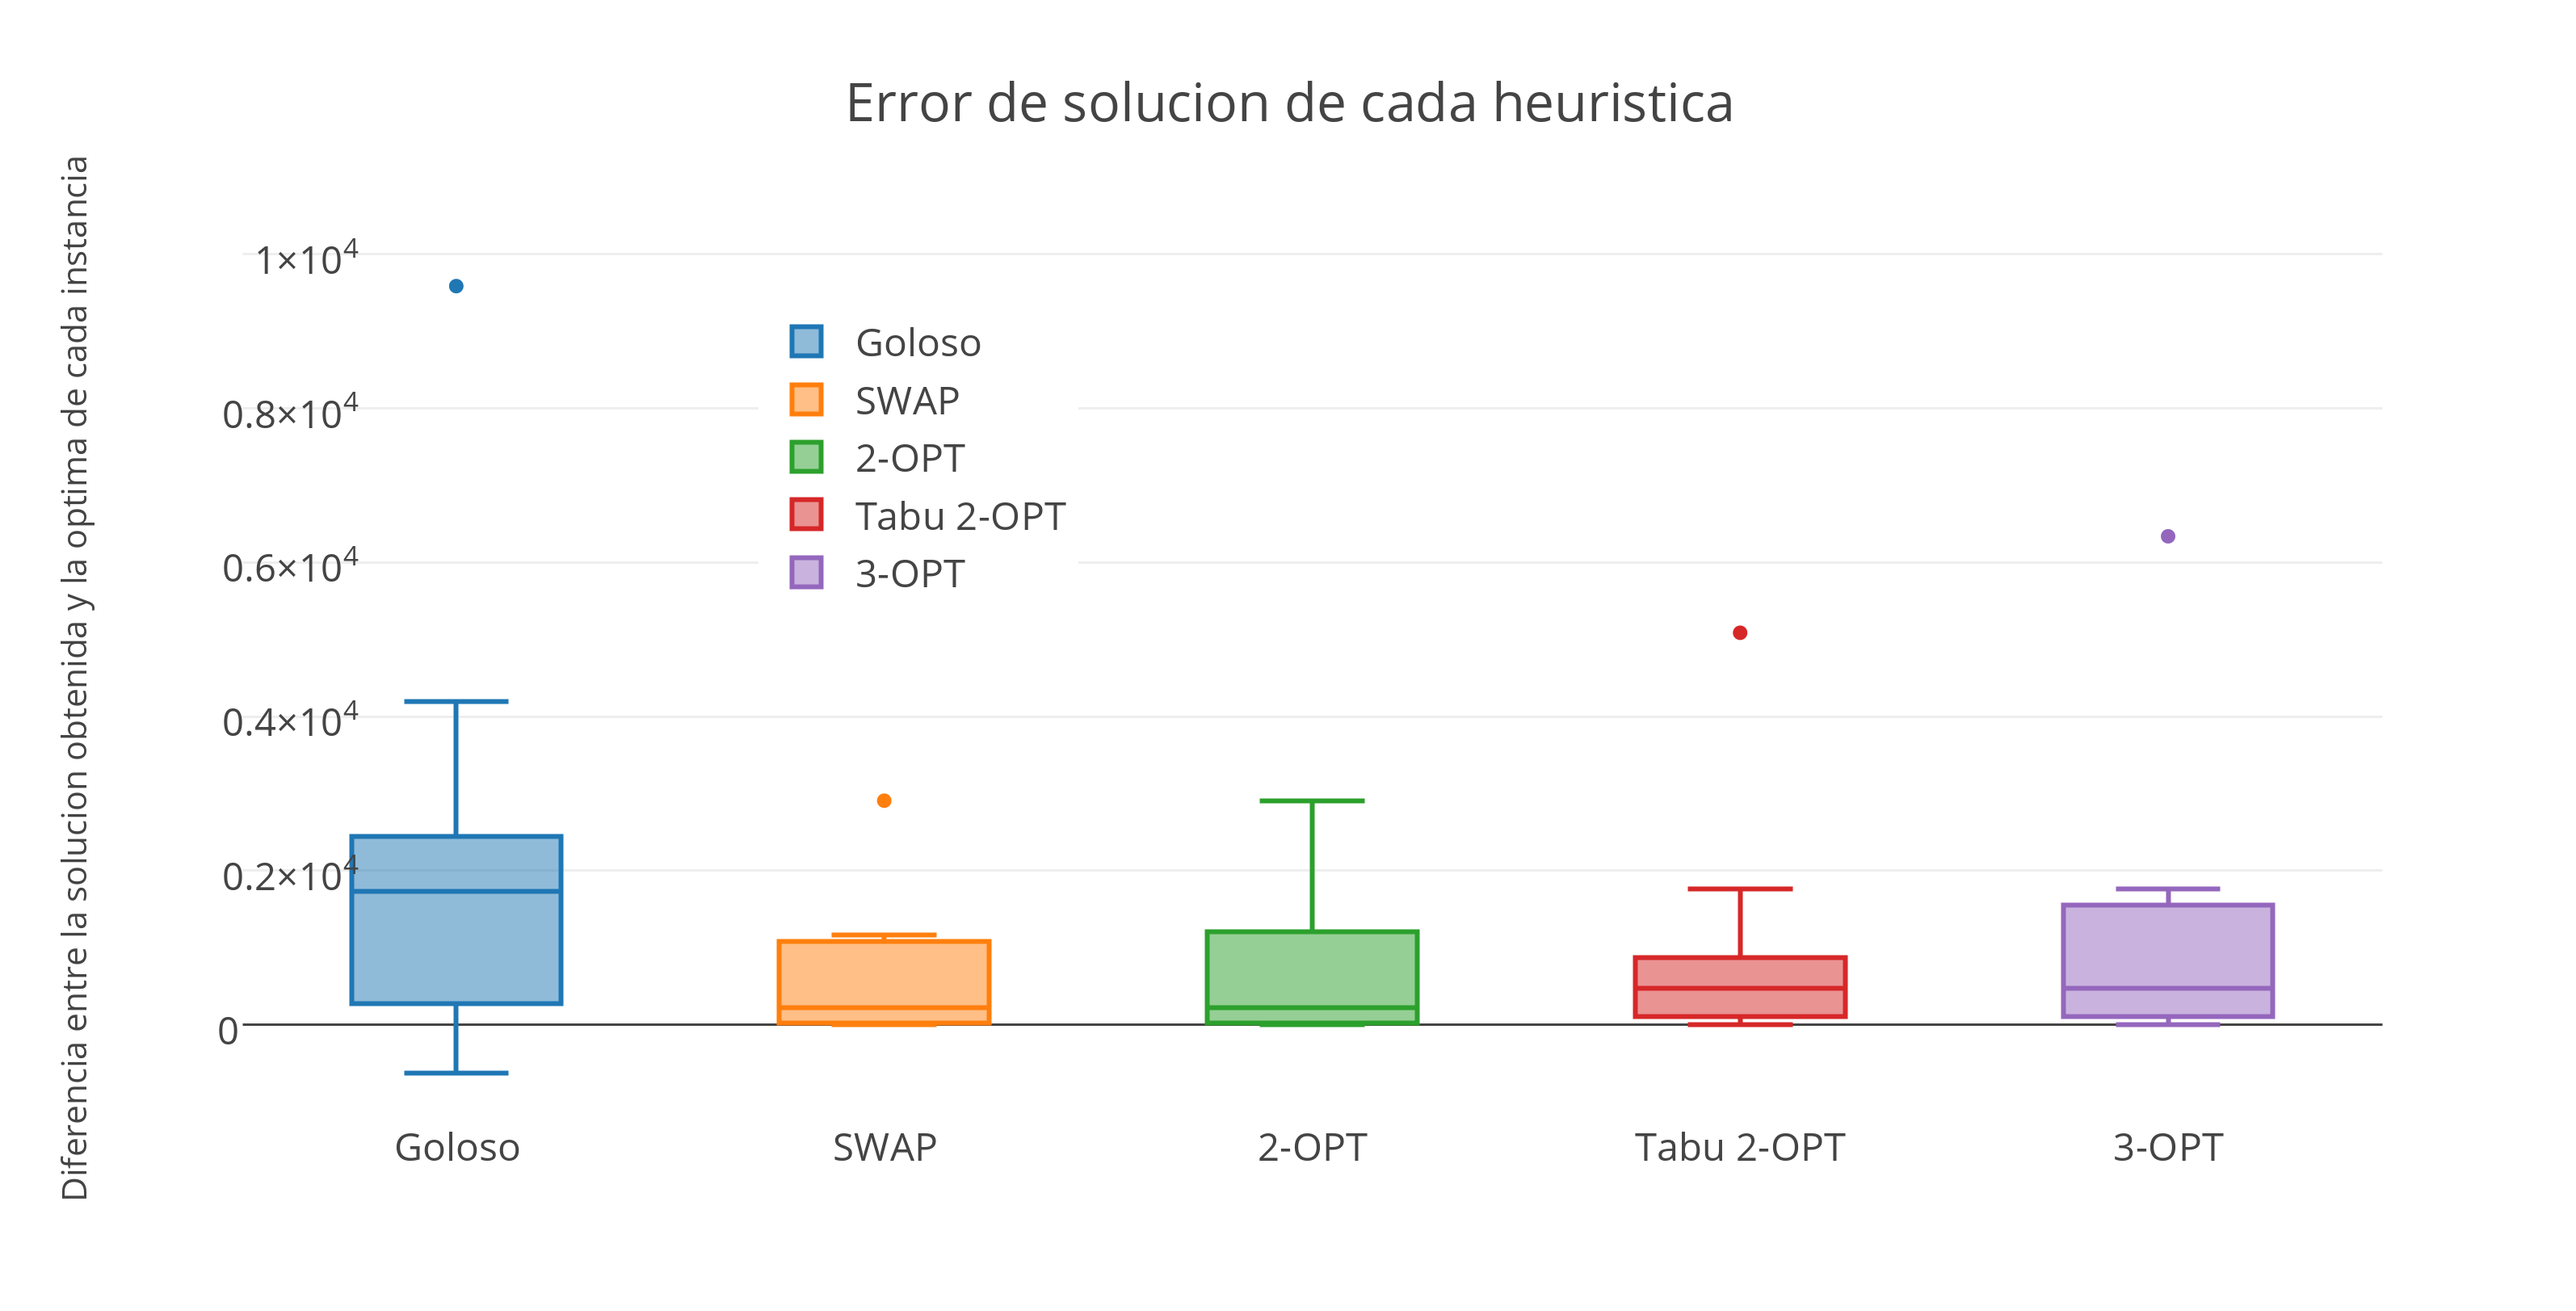 Error de solucion de cada heuristica
Diferencia entre la solucion obtenida y la optima de cada instancia
1×10⁴
0.8×10⁴
0.6×10⁴
0.4×10⁴
0.2×10⁴
0
Goloso
SWAP
2-OPT
Tabu 2-OPT
3-OPT
Goloso
SWAP
2-OPT
Tabu 2-OPT
3-OPT